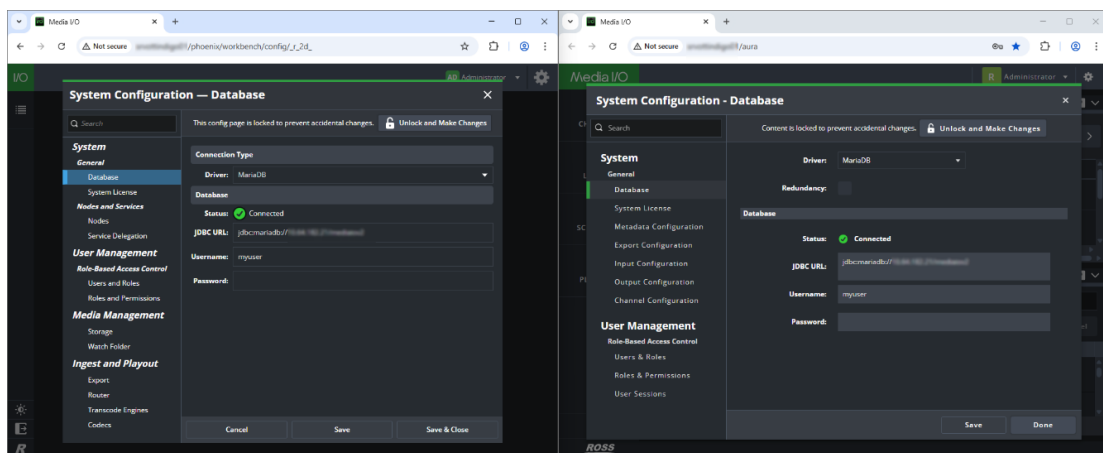 Media I/O
Not secure
/phoenix/workbench/config/_r_2d_
I/O
AD Administrator
System Configuration — Database
Search
This config page is locked to prevent accidental changes.
Unlock and Make Changes
System
General
Database
System License
Nodes and Services
Nodes
Service Delegation
User Management
Role-Based Access Control
Users and Roles
Roles and Permissions
Media Management
Storage
Watch Folder
Ingest and Playout
Export
Router
Transcode Engines
Codecs
Connection Type
Driver: MariaDB
Database
Status: Connected
JDBC URL: jdbc:mariadb://
Username: myuser
Password:
Cancel
Save
Save & Close
R
Media I/O
Not secure
/aura
Media I/O
R Administrator
System Configuration - Database
Search
Content is locked to prevent accidental changes.
Unlock and Make Changes
System
General
Database
System License
Metadata Configuration
Export Configuration
Input Configuration
Output Configuration
Channel Configuration
User Management
Role-Based Access Control
Users & Roles
Roles & Permissions
User Sessions
Driver: MariaDB
Redundancy:
Database
Status: Connected
JDBC URL: jdbc:mariadb://
Username: myuser
Password:
Save
Done
ROSS